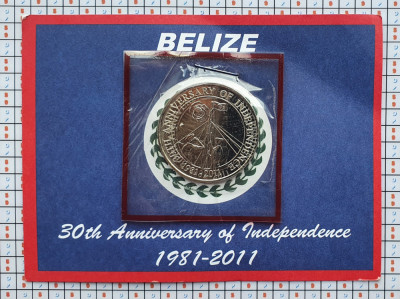 BELIZE
30TH ANNIVERSARY OF INDEPENDENCE
1981-2011
30th Anniversary of Independence
1981-2011